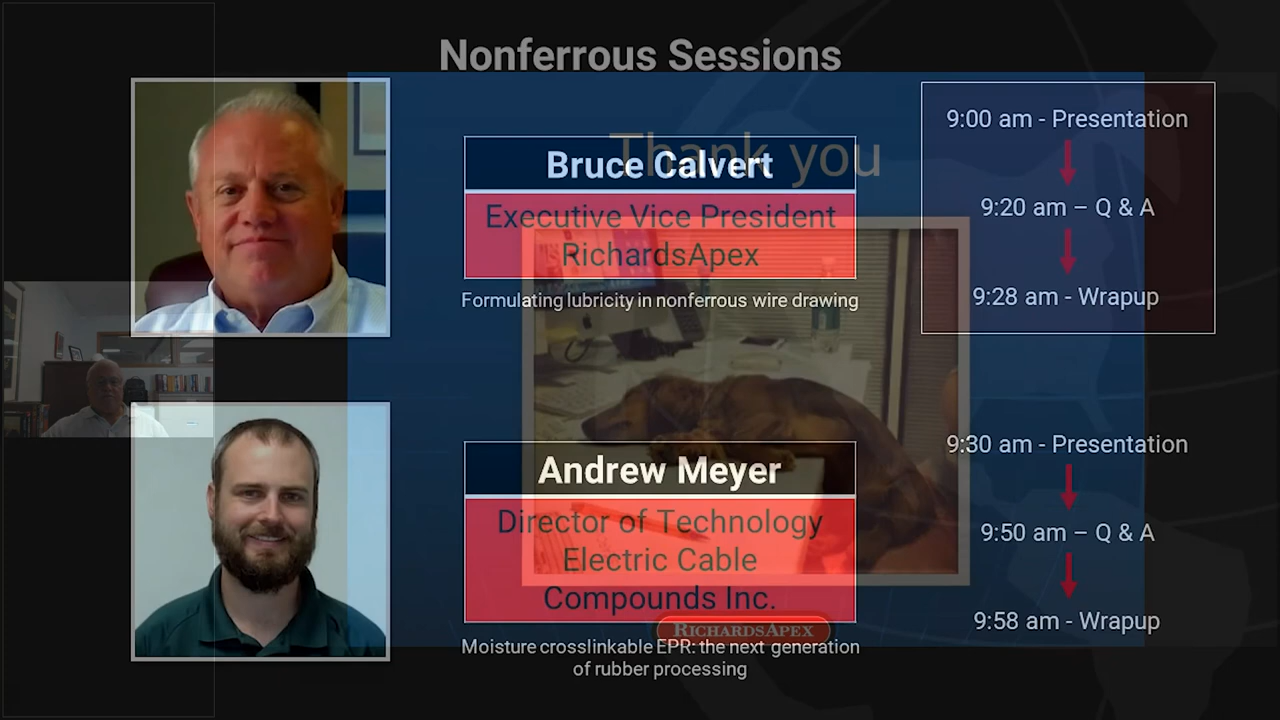 Nonferrous Sessions
Thank you
Bruce Calvert
Executive Vice President
RichardsApex
Formulating lubricity in nonferrous wire drawing
9:00 am - Presentation
9:20 am – Q & A
9:28 am - Wrapup
Andrew Meyer
Director of Technology
Electric Cable
Compounds Inc.
RICHARDSAPEX
Moisture crosslinkable EPR: the next generation
of rubber processing
9:30 am - Presentation
9:50 am – Q & A
9:58 am - Wrapup